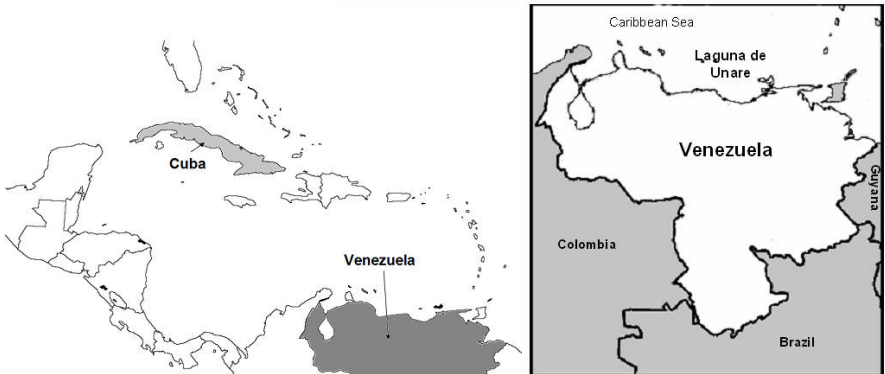 Cuba
Venezuela
Caribbean Sea
Laguna de
Unare
Venezuela
Guyana
Colombia
Brazil